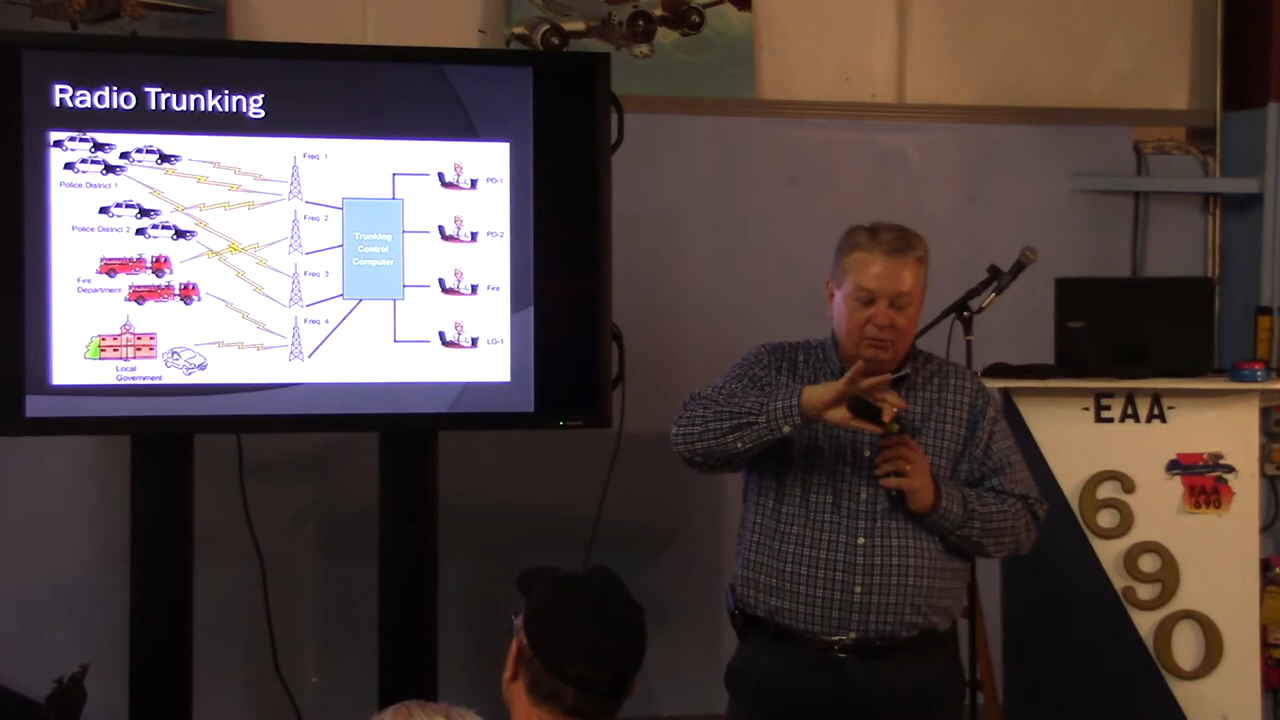 Radio Trunking
Freq. 1
Police District 1
PD-1
Freq. 2
Police District 2
PD-2
Trunking
Control
Computer
Freq. 3
Fire
Department
Fire
Freq. 4
LG-1
Local
Government
-EAA-
690
EAA
690